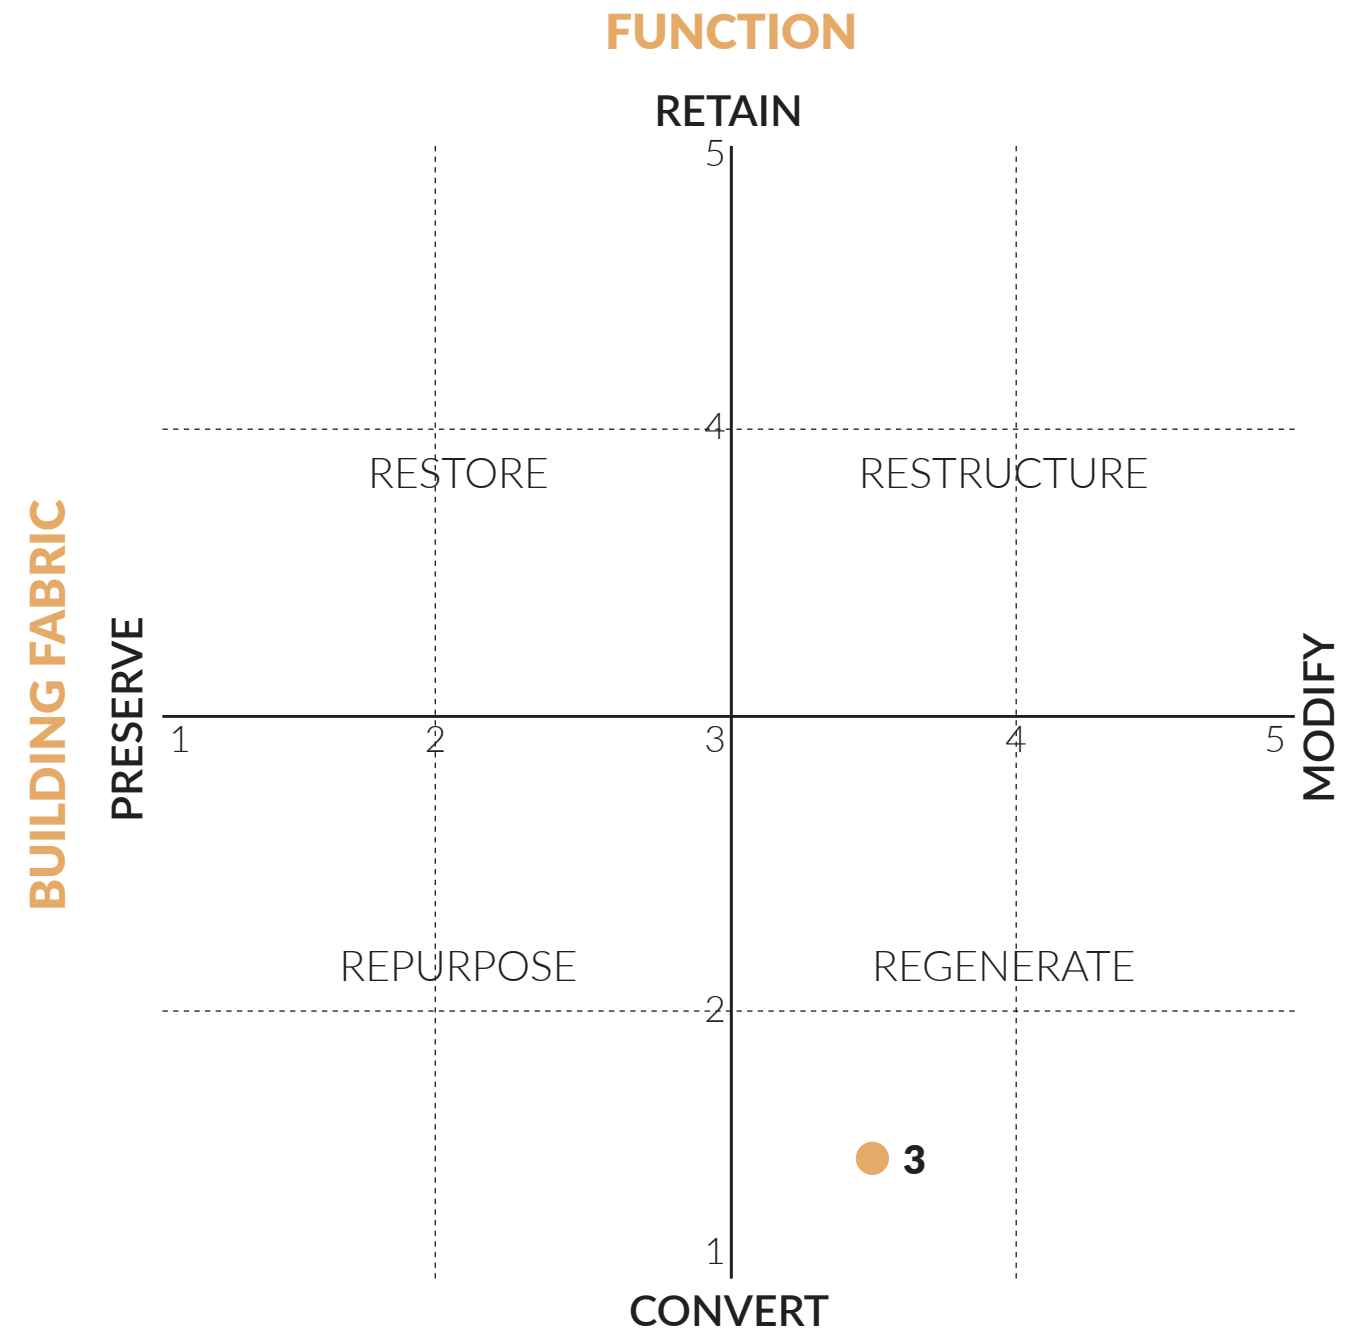 FUNCTION
RETAIN
5
4
RESTORE
RESTRUCTURE
BUILDING FABRIC
PRESERVE
MODIFY
1
2
3
4
5
REPURPOSE
REGENERATE
2
3
1
CONVERT